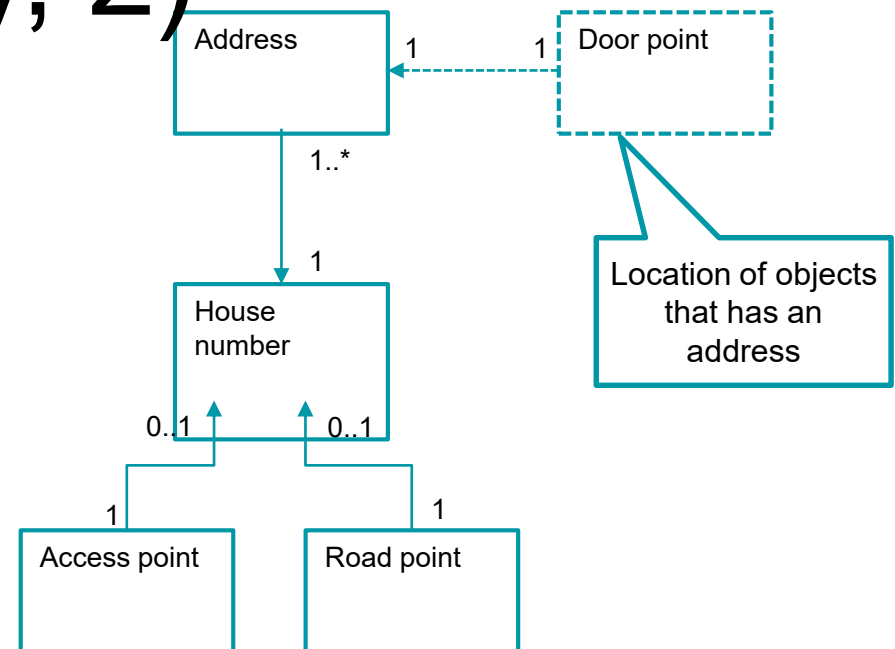 , 2)
Address
1
1
Door point
1..*
1
Location of objects
that has an
address
House
number
0..1
0..1
1
1
Access point
Road point